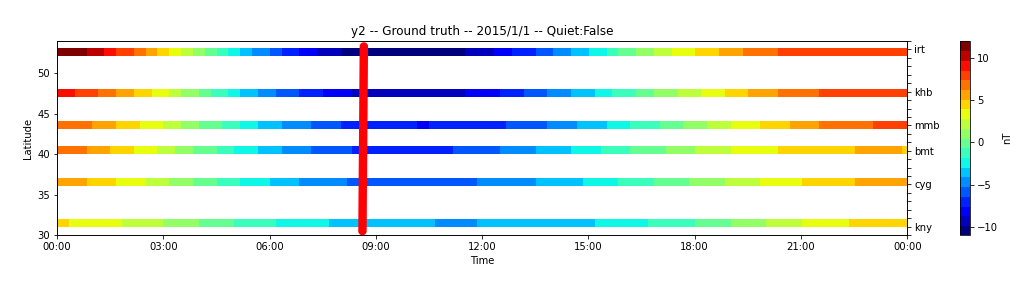 y2 -- Ground truth -- 2015/1/1 -- Quiet:False
irt
10
50
khb
5
45
mmb
Latitude
0
nT
40
bmt
cyg
−5
35
kny
−10
30
00:00 03:00 06:00 09:00 12:00 15:00 18:00 21:00 00:00
Time